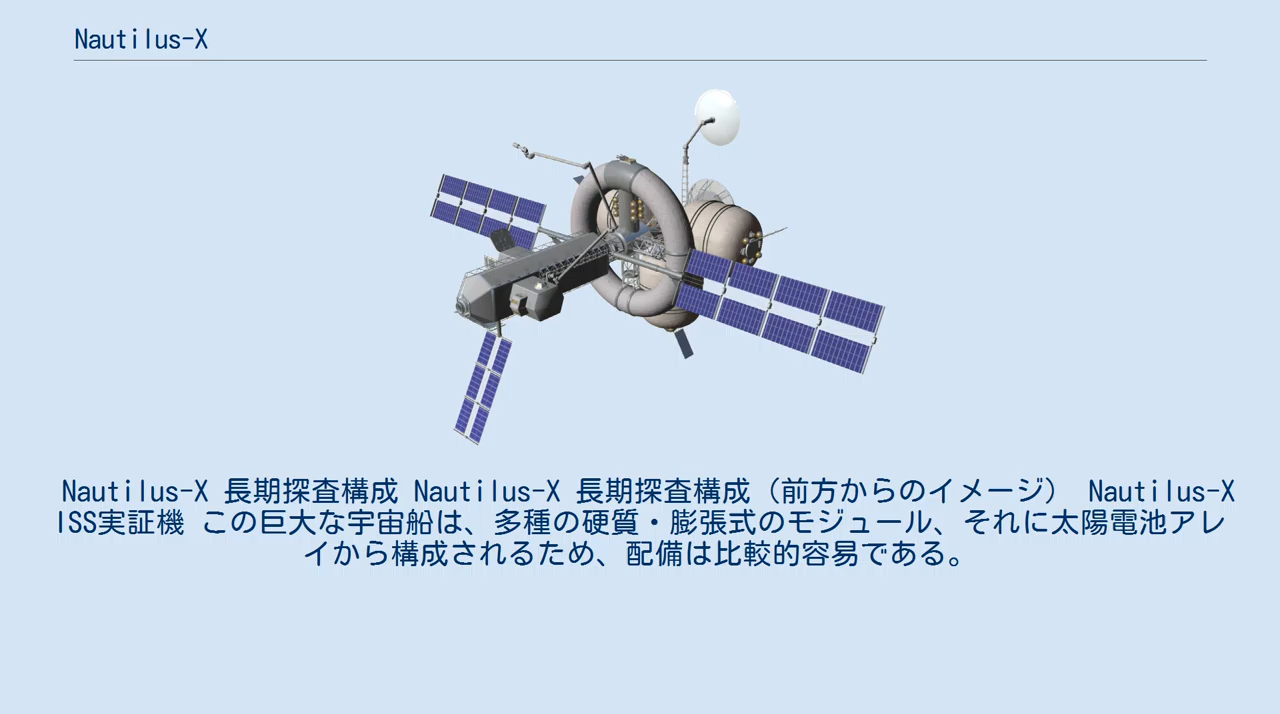 Nautilus-X
Nautilus-X 長期探査構成 Nautilus-X 長期探査構成（前方からのイメージ） Nautilus-X
ISS実証機 この巨大な宇宙船は、多種の硬質・膨張式のモジュール、それに太陽電池アレ
イから構成されるため、配備は比較的容易である。